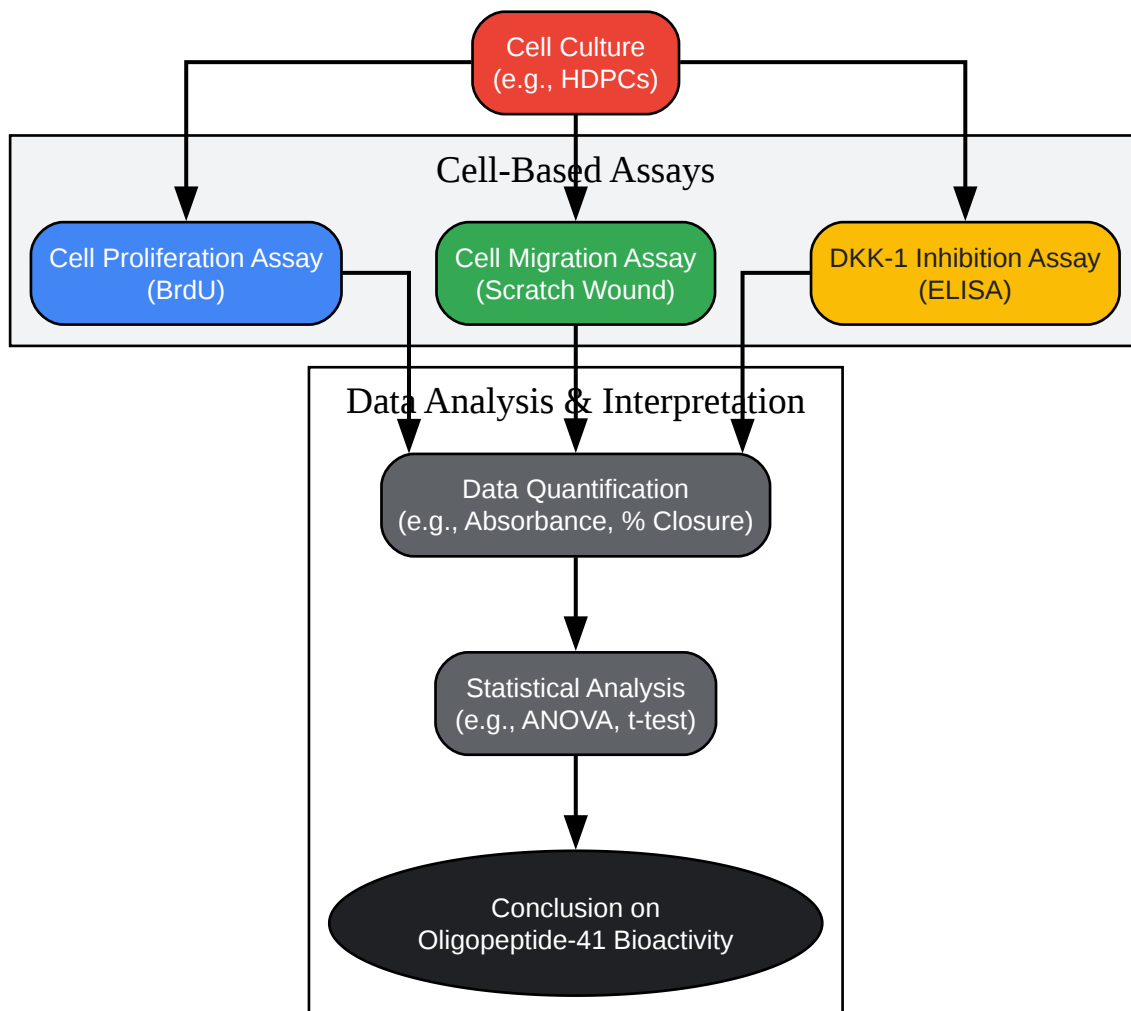 Cell Culture
(e.g., HDPCs)
Cell-Based Assays
Cell Proliferation Assay
(BrdU)
Cell Migration Assay
(Scratch Wound)
DKK-1 Inhibition Assay
(ELISA)
Data Analysis & Interpretation
Data Quantification
(e.g., Absorbance, % Closure)
Statistical Analysis
(e.g., ANOVA, t-test)
Conclusion on
Oligopeptide-41 Bioactivity